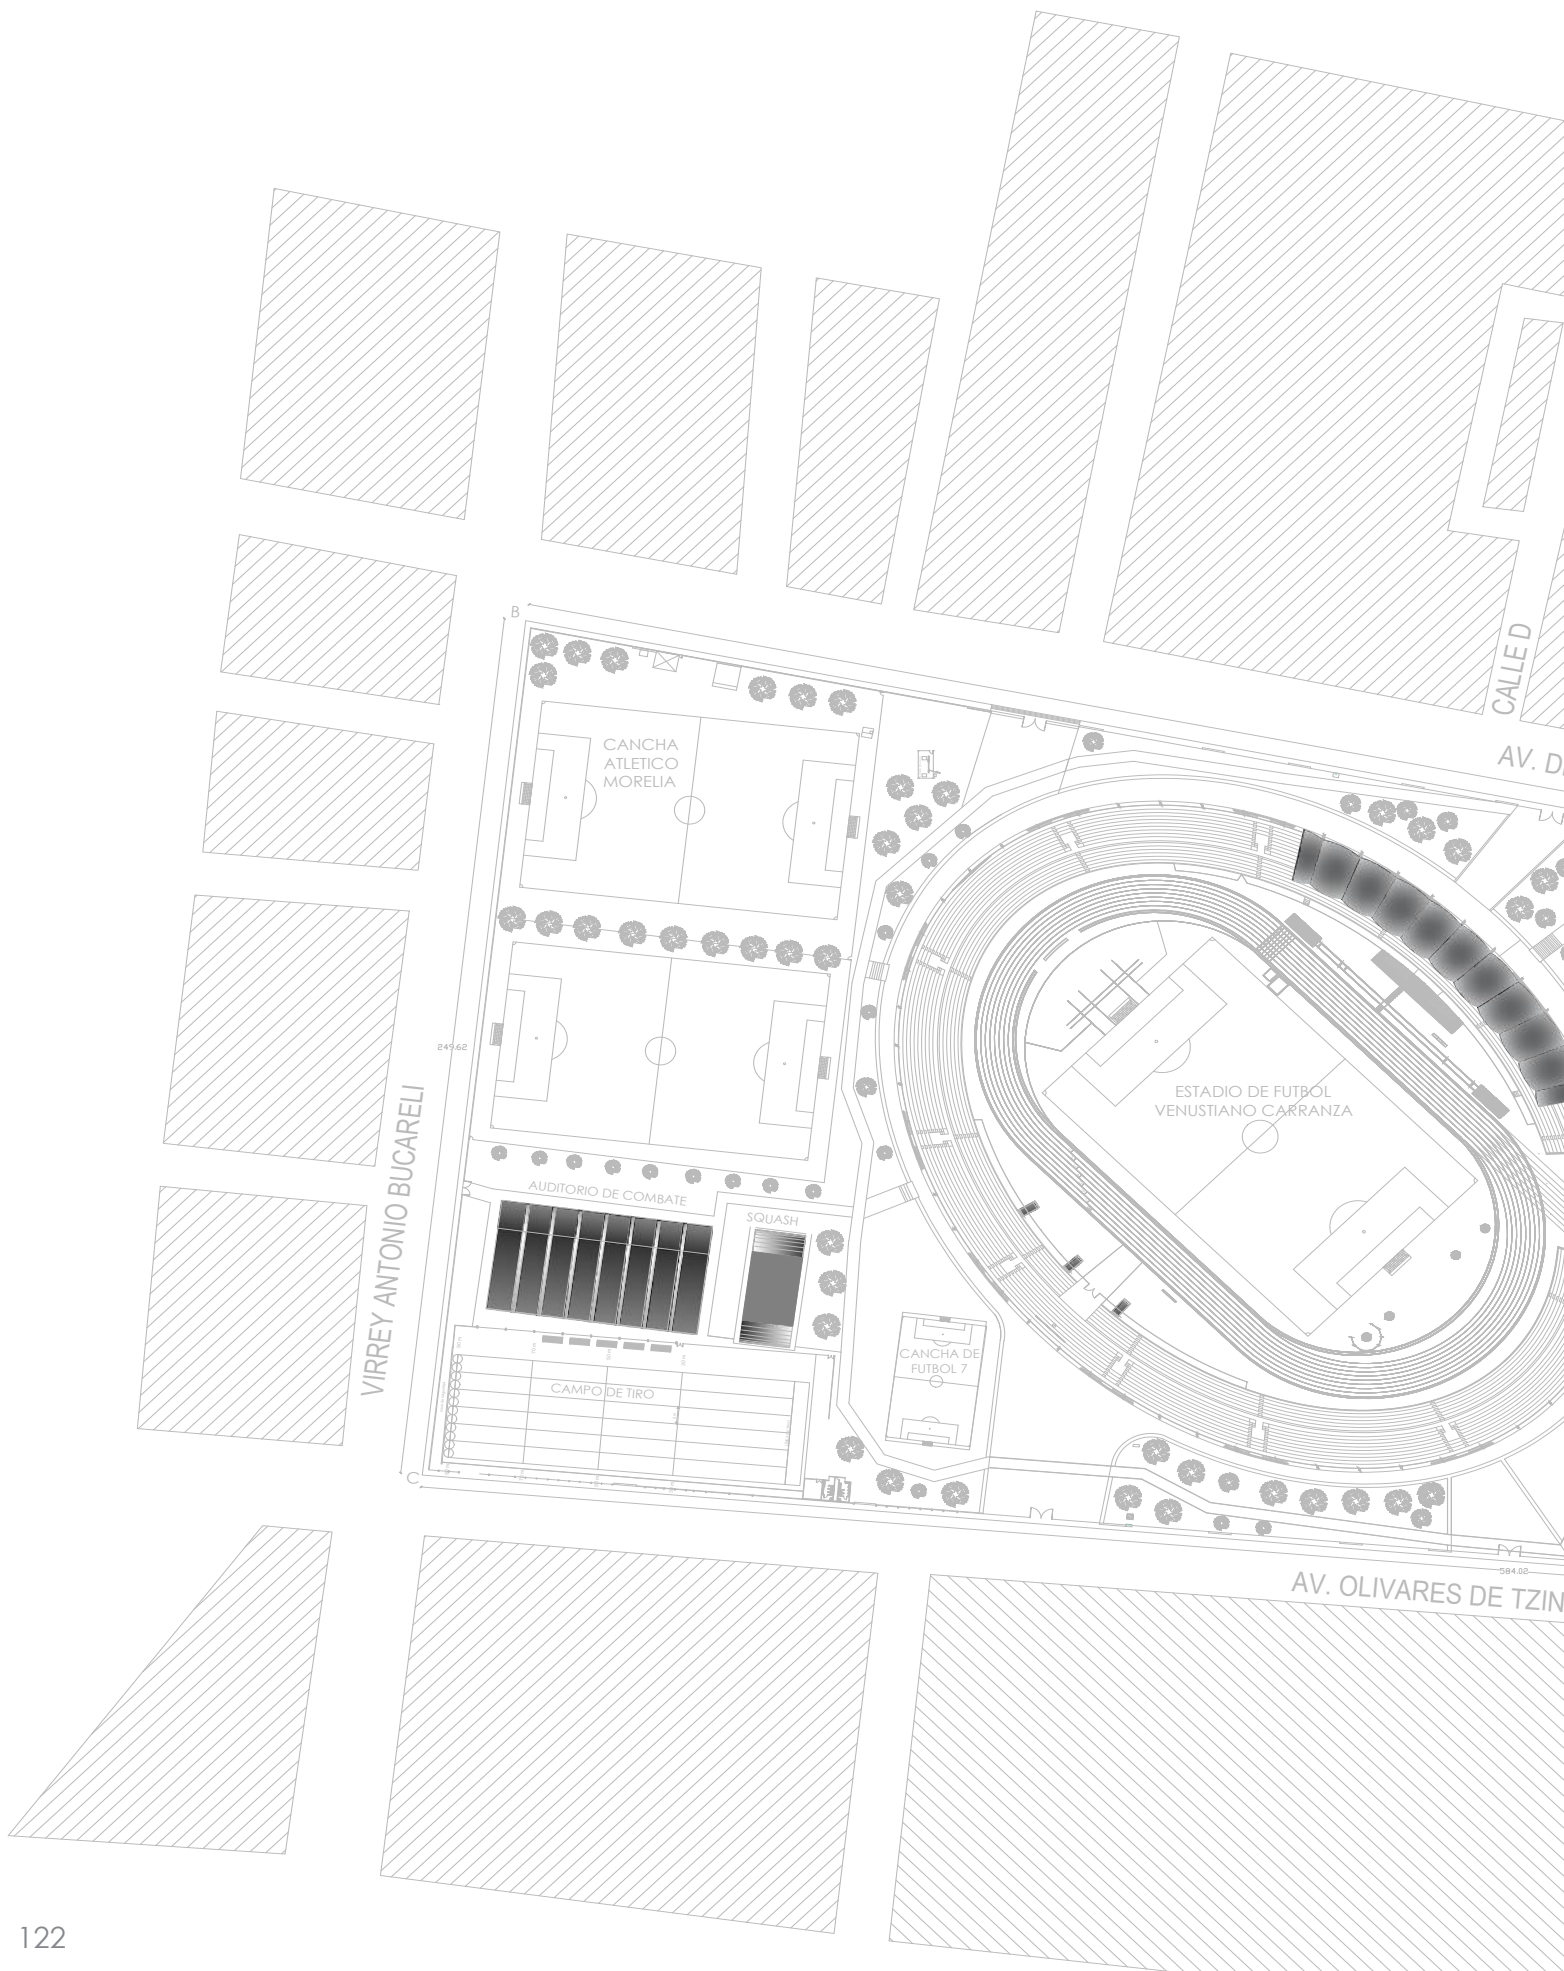 CALLE D
AV. D
B
CANCHA
ATLETICO
MORELIA
249.62
VIRREY ANTONIO BUCARELI
ESTADIO DE FUTBOL
VENUSTIANO CARRANZA
AUDITORIO DE COMBATE
SQUASH
CANCHA DE
FUTBOL 7
CAMPO DE TIRO
C
584.02
AV. OLIVARES DE TZIN
122